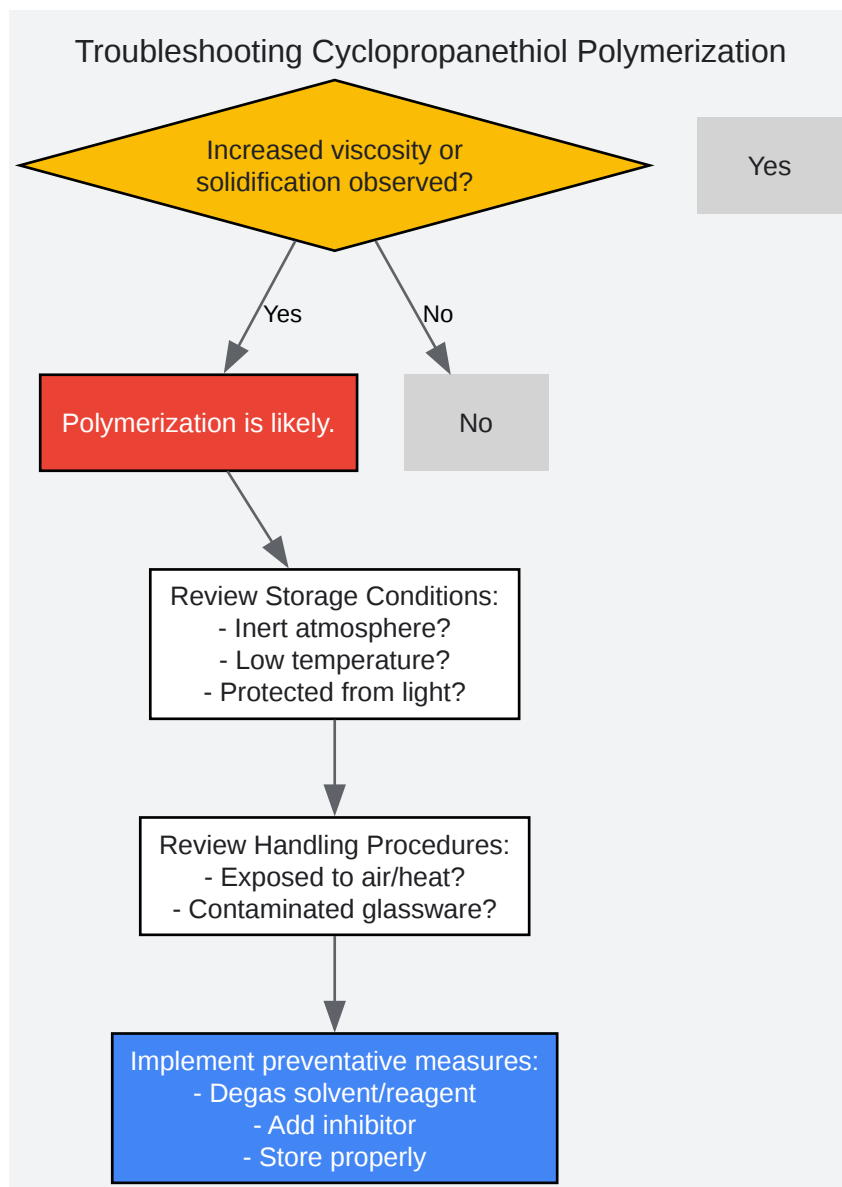 Troubleshooting Cyclopropanethiol Polymerization
Increased viscosity or
solidification observed?
Yes
Yes
No
Polymerization is likely.
No
Review Storage Conditions:
- Inert atmosphere?
- Low temperature?
- Protected from light?
Review Handling Procedures:
- Exposed to air/heat?
- Contaminated glassware?
Implement preventative measures:
- Degas solvent/reagent
- Add inhibitor
- Store properly